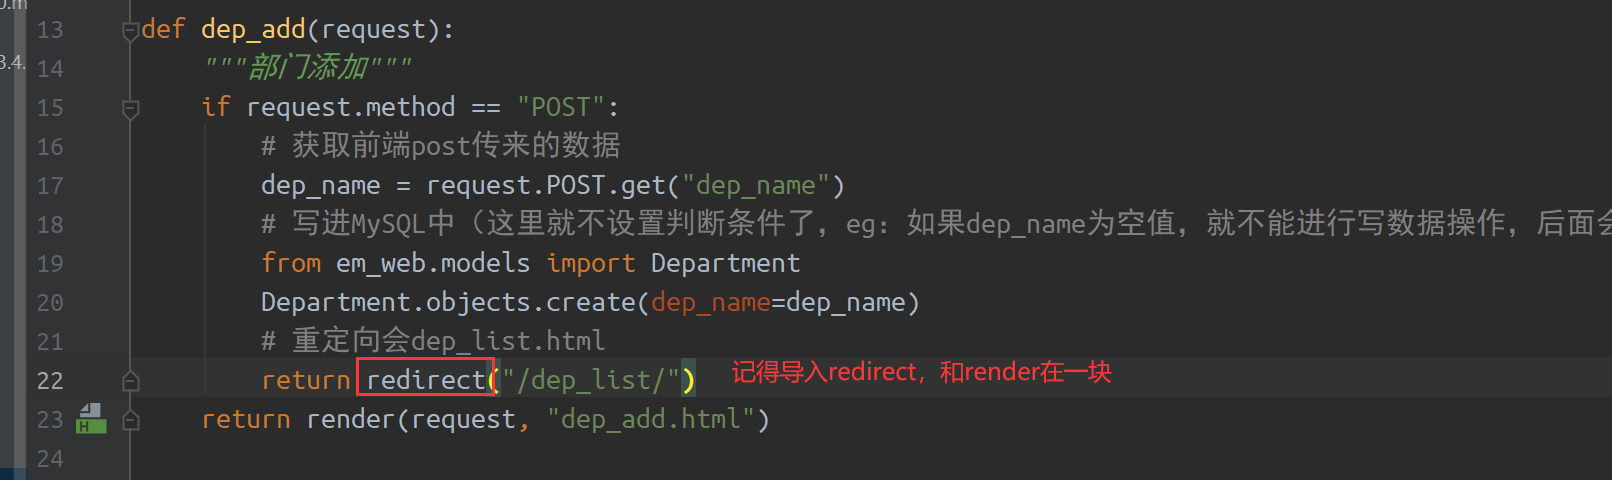 13 def dep_add(request):
3.4. 14 """部门添加"""
15 if request.method == "POST":
16 # 获取前端post传来的数据
17 dep_name = request.POST.get("dep_name")
18 # 写进MySQL中（这里就不设置判断条件了，eg：如果dep_name为空值，就不能进行写数据操作，后面会
19 from em_web.models import Department
20 Department.objects.create(dep_name=dep_name)
21 # 重定向会dep_list.html
22 return redirect("/dep_list/") 记得导入redirect，和render在一块
23 return render(request, "dep_add.html")
24